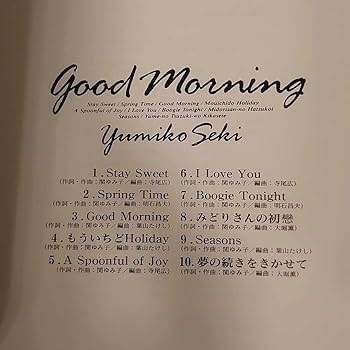 Good Morning
Stay Sweet / Spring Time / Good Morning / Mouichido Holiday
A Spoonful of Joy / I Love You / Boogie Tonight / Midorisan-no Hatsukoi
Seasons / Yume-no Tsuzuki-wo Kikasete
Yumiko Seki
1. Stay Sweet
(作詞・作曲:関ゆみ子/編曲:寺尾広)
2. Spring Time
(作詞・作曲:関ゆみ子/編曲:明石昌夫)
3. Good Morning
(作詞・作曲:関ゆみ子/編曲:葉山たけし)
4. もういちどHoliday
(作詞・作曲:関ゆみ子/編曲:葉山たけし)
5. A Spoonful of Joy
(作詞・作曲:関ゆみ子/編曲:寺尾広)
6. I Love You
(作詞・作曲:関ゆみ子/編曲:寺尾広)
7. Boogie Tonight
(作詞・作曲:関ゆみ子/編曲:明石昌夫)
8. みどりさんの初戀
(作詞・作曲:関ゆみ子/編曲:大堀薫)
9. Seasons
(作詞・作曲:関ゆみ子/編曲:葉山たけし)
10. 夢の続きをきかせて
(作詞・作曲:関ゆみ子/編曲:大堀薫)